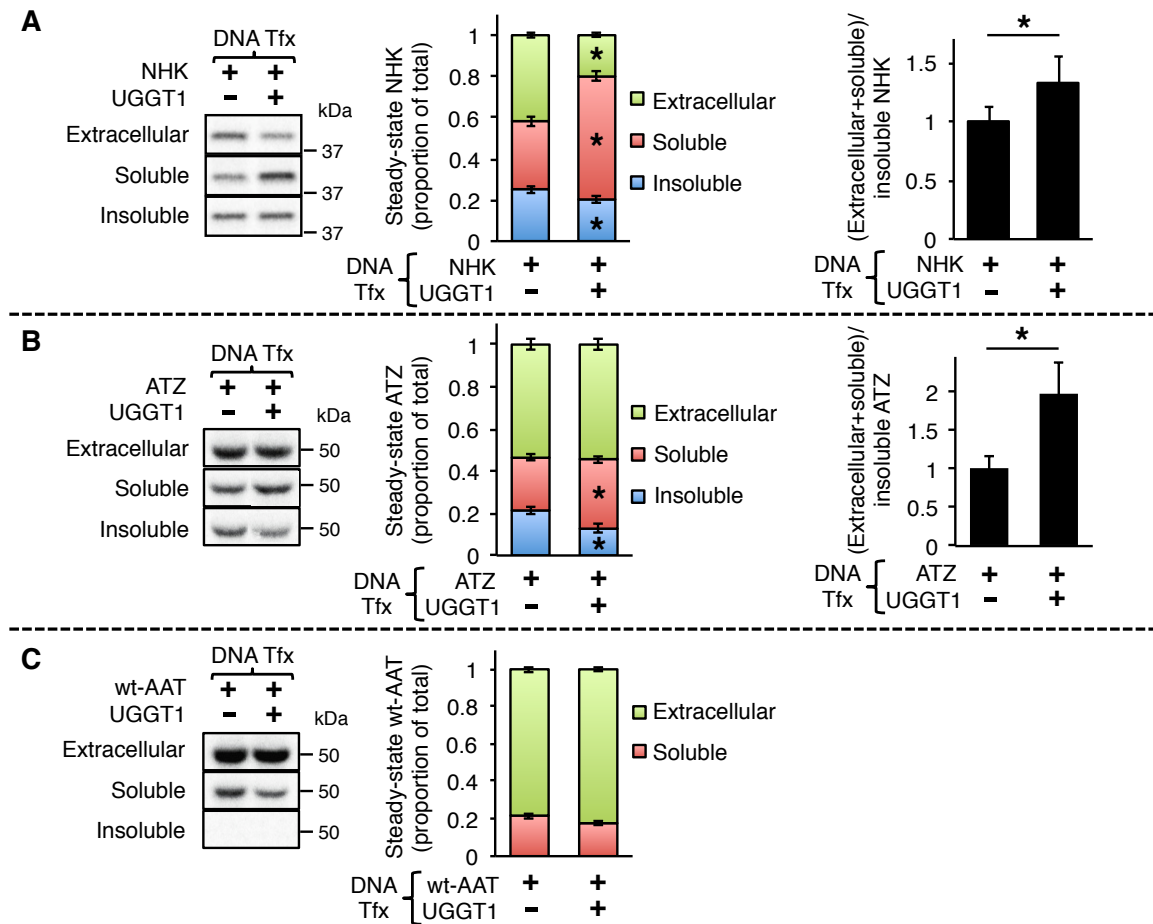 A
DNA Tfx
NHK + +
UGGT1 - +
kDa
Extracellular
37
Soluble
37
Insoluble
37
Steady-state NHK
(proportion of total)
1
0.8
0.6
0.4
0.2
0
*
*
*
Extracellular
Soluble
Insoluble
DNA NHK + +
Tfx UGGT1 - +
(Extracellular+soluble)/
insoluble NHK
*
1.5
1
0.5
0
DNA NHK + +
Tfx UGGT1 - +
B
DNA Tfx
ATZ + +
UGGT1 - +
kDa
Extracellular 50
Soluble 50
Insoluble 50
Steady-state ATZ
(proportion of total)
1
0.8
0.6
0.4
0.2
0
*
*
Extracellular
Soluble
Insoluble
DNA ATZ + +
Tfx UGGT1 - +
(Extracellular+soluble)/
insoluble ATZ
*
2
1.5
1
0.5
0
DNA ATZ + +
Tfx UGGT1 - +
C
DNA Tfx
wt-AAT + +
UGGT1 - +
kDa
Extracellular 50
Soluble 50
Insoluble 50
Steady-state wt-AAT
(proportion of total)
1
0.8
0.6
0.4
0.2
0
Extracellular
Soluble
DNA wt-AAT + +
Tfx UGGT1 - +